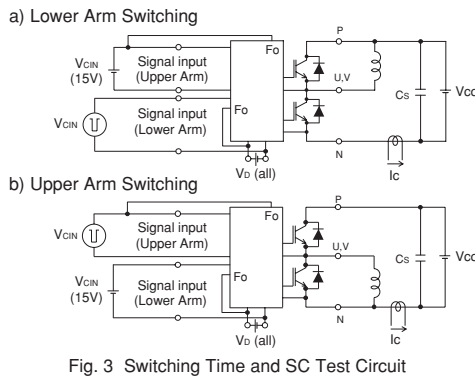 a) Lower Arm Switching
P
Fo
VCIN
(15V)
Signal input
(Upper Arm)
U,V
CS
VCC
Signal input
(Lower Arm)
VCIN
Fo
N
VD (all)
Ic
b) Upper Arm Switching
P
Fo
Signal input
(Upper Arm)
VCIN
U,V
CS
VCC
VCIN
(15V)
Signal input
(Lower Arm)
Fo
N
VD (all)
Ic
Fig. 3 Switching Time and SC Test Circuit